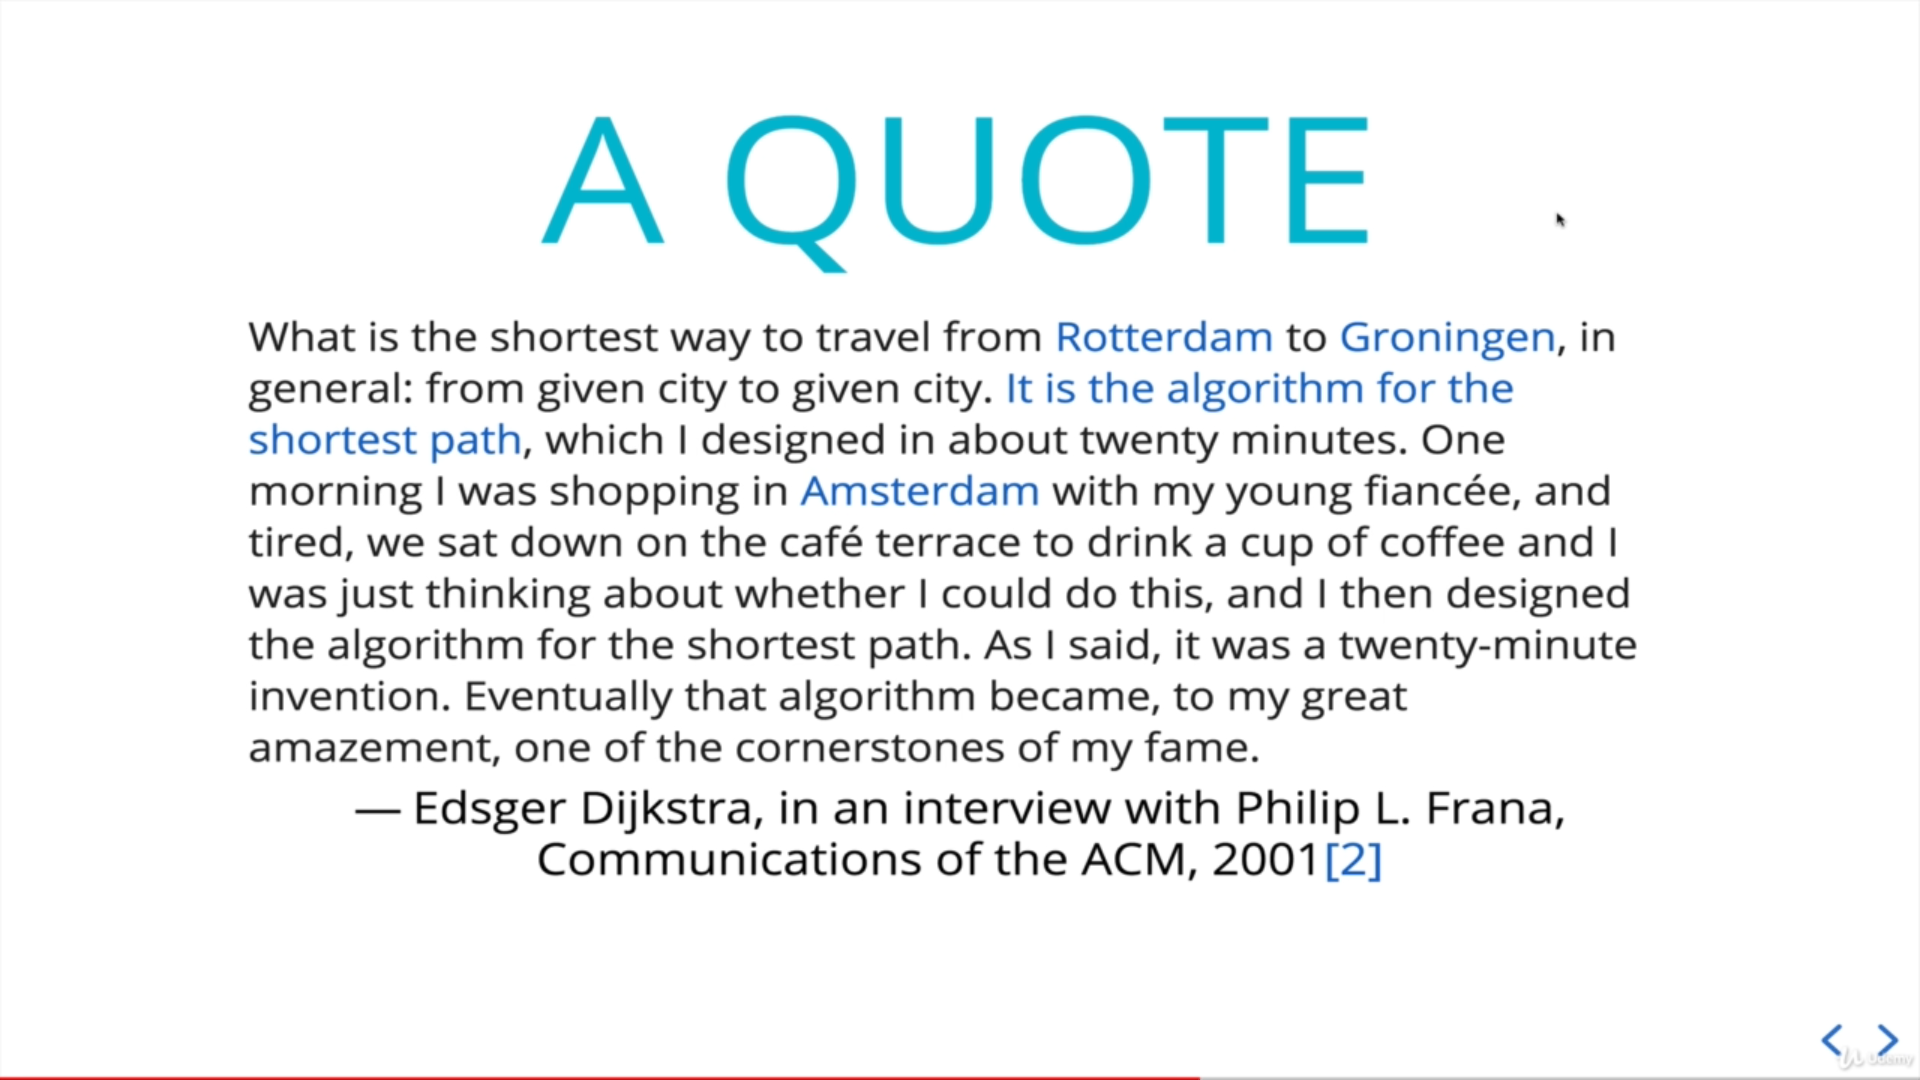 A QUOTE
What is the shortest way to travel from Rotterdam to Groningen, in
general: from given city to given city. It is the algorithm for the
shortest path, which I designed in about twenty minutes. One
morning I was shopping in Amsterdam with my young fiancée, and
tired, we sat down on the café terrace to drink a cup of coffee and I
was just thinking about whether I could do this, and I then designed
the algorithm for the shortest path. As I said, it was a twenty-minute
invention. Eventually that algorithm became, to my great
amazement, one of the cornerstones of my fame.
— Edsger Dijkstra, in an interview with Philip L. Frana,
Communications of the ACM, 2001[2]
Udemy